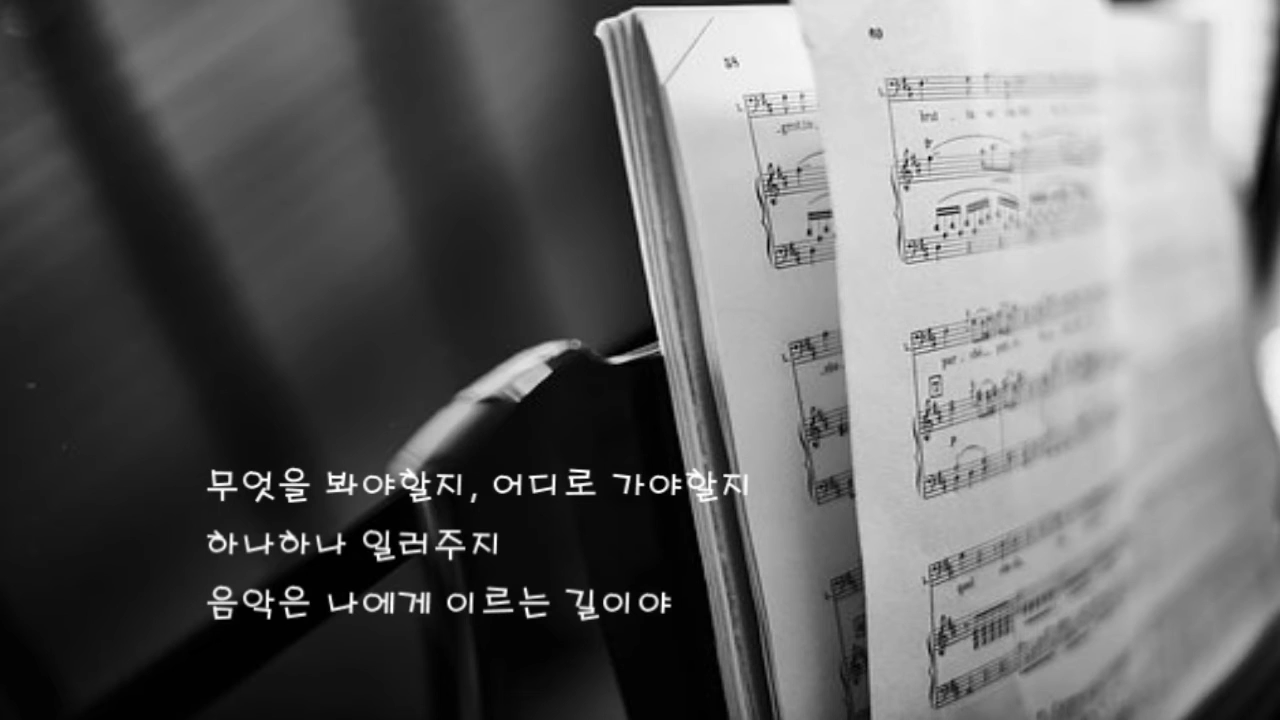 무엇을 봐야할지, 어디로 가야할지
하나하나 일러주지
음악은 나에게 이르는 길이야